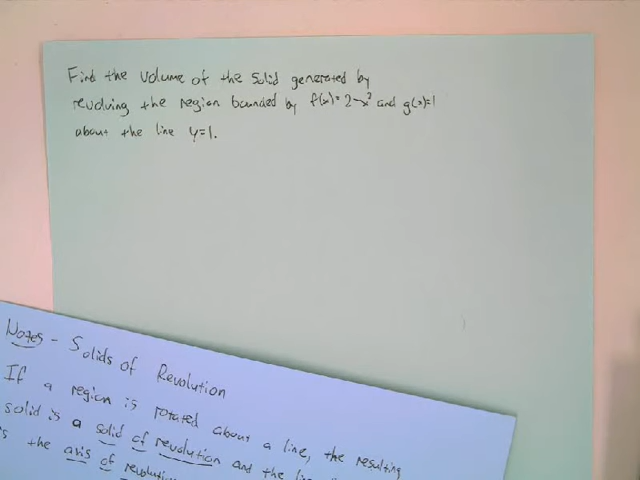 Find the volume of the solid generated by
revolving the region bounded by f(x)=2-x² and g(x)=1
about the line y=1.
Notes - Solids of Revolution
If a region is rotated about a line, the resulting
solid is a solid of revolution and the line
the axis of revolution